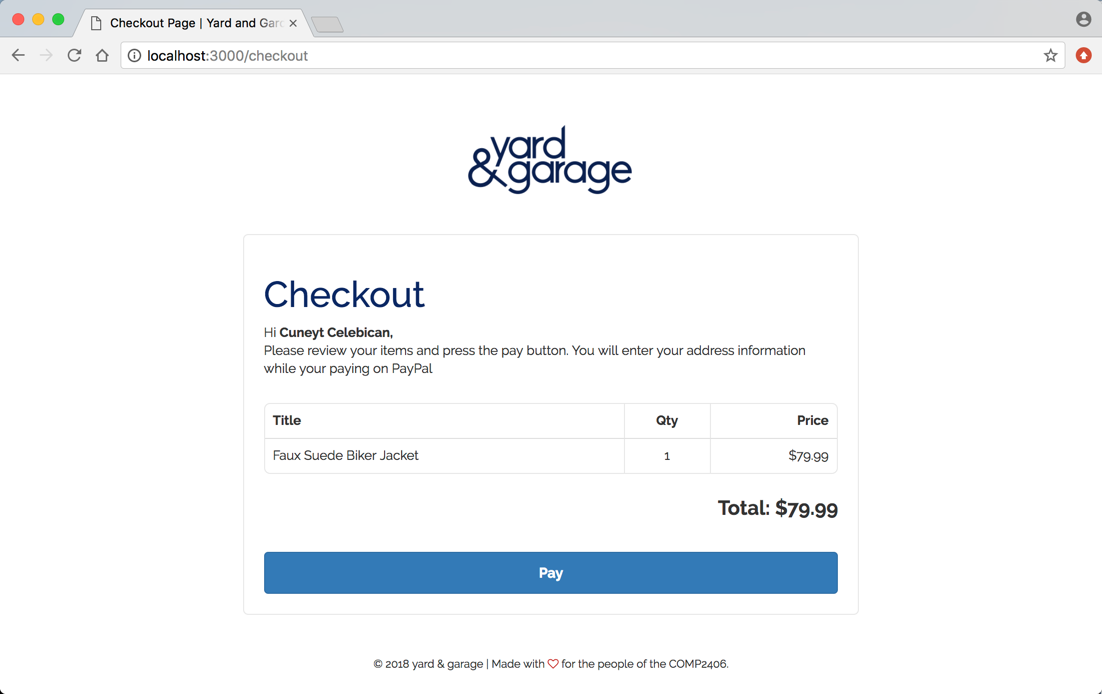 Checkout Page | Yard and Gar
localhost:3000/checkout
yard
&garage
Checkout
Hi Cuneyt Celebican,
Please review your items and press the pay button. You will enter your address information
while your paying on PayPal
Title Qty Price
Faux Suede Biker Jacket 1 $79.99
Total: $79.99
Pay
© 2018 yard & garage | Made with ♡ for the people of the COMP2406.